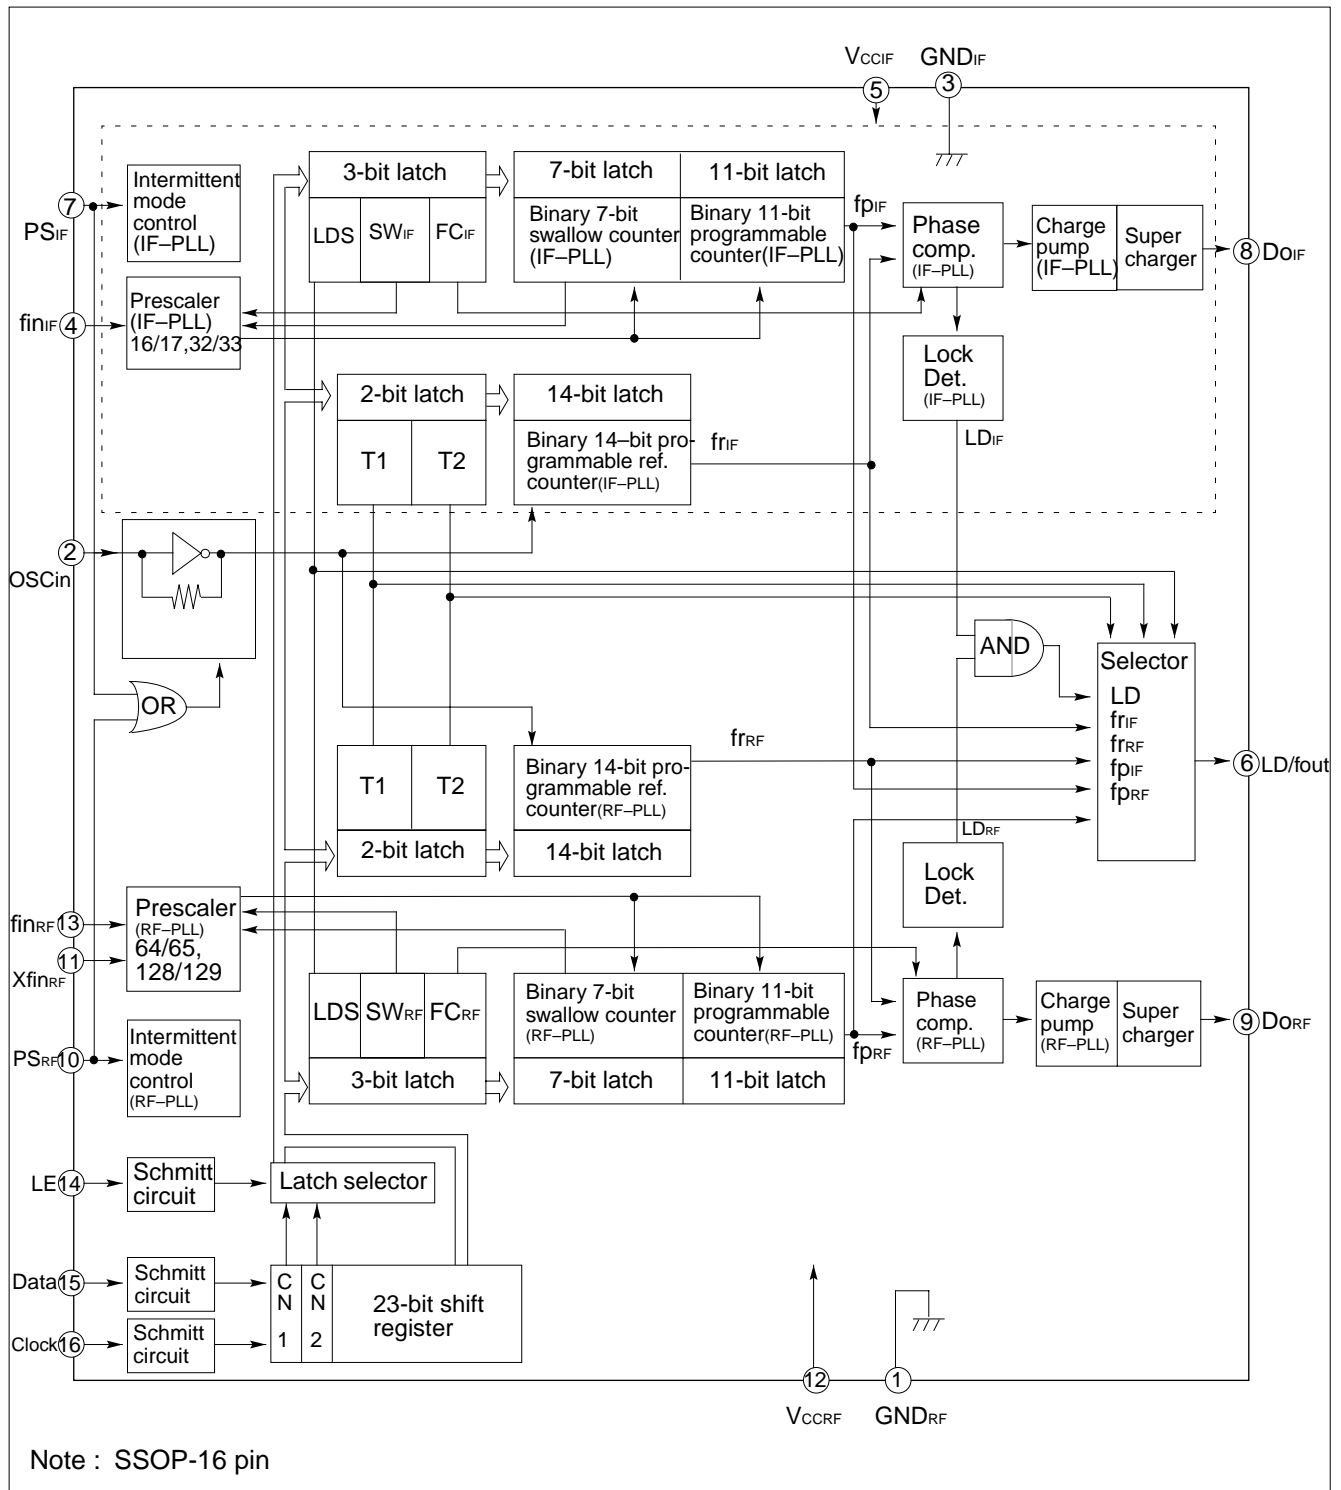 VCCIF GNDIF
5 3
Intermittent
mode
control
(IF–PLL)
7
PSIF
3-bit latch
LDS SWIF FCIF
7-bit latch 11-bit latch
Binary 7-bit
swallow counter
(IF–PLL)
Binary 11-bit
programmable
counter(IF–PLL)
fpIF
Phase
comp.
(IF–PLL)
Charge
pump
(IF–PLL)
Super
charger
8 DoIF
finIF 4
Prescaler
(IF–PLL)
16/17,32/33
Lock
Det.
(IF–PLL)
LDIF
2-bit latch
T1 T2
14-bit latch
Binary 14–bit pro-
grammable ref.
counter(IF–PLL)
frIF
2
OSCin
OR
AND
Selector
LD
frIF
frRF
fpIF
fpRF
6 LD/fout
T1 T2
2-bit latch
Binary 14-bit pro-
grammable ref.
counter(RF–PLL)
14-bit latch
frRF
LDRF
Lock
Det.
finRF 13
11
XfinRF
Prescaler
(RF–PLL)
64/65,
128/129
LDS SWRF FCRF
3-bit latch
Binary 7-bit
swallow counter
(RF–PLL)
Binary 11-bit
programmable
counter(RF–PLL)
7-bit latch 11-bit latch
fpRF
Phase
comp.
(RF–PLL)
Charge
pump
(RF–PLL)
Super
charger
9 DoRF
PSRF 10
Intermittent
mode
control
(RF–PLL)
LE 14
Schmitt
circuit
Latch selector
Data 15
Schmitt
circuit
Clock 16
Schmitt
circuit
C
N
1
C
N
2
23-bit shift
register
12 1
VCCRF GNDRF
Note : SSOP-16 pin